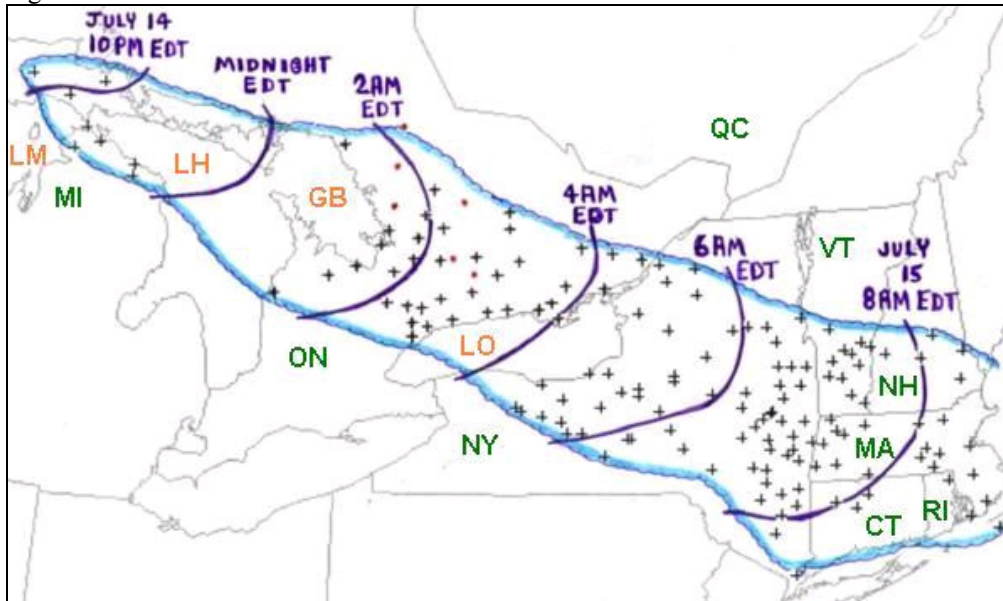 JULY 14
10PM EDT
MIDNIGHT
EDT
2AM
EDT
QC
LM
LH
MI
GB
4AM
EDT
6AM
EDT
VT
JULY
15
8AM EDT
ON
LO
NH
NY
MA
CT
RI